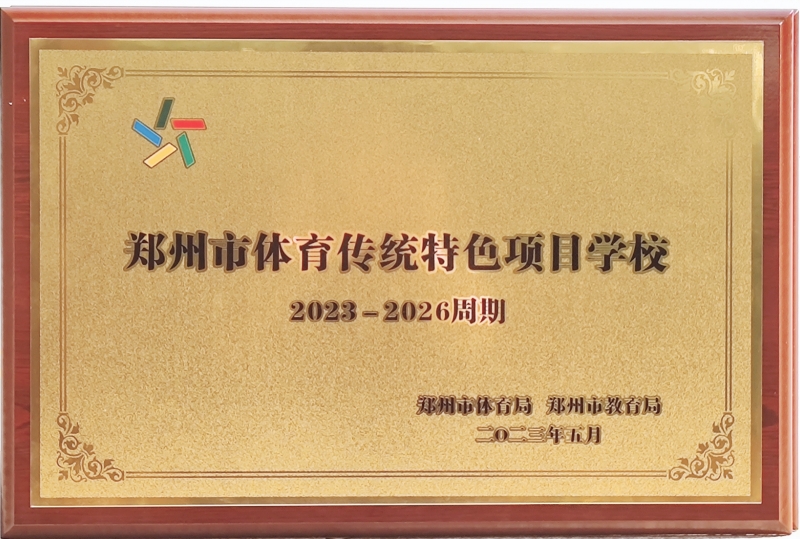 郑州市体育传统特色项目学校
2023－2026周期
郑州市体育局 郑州市教育局
二〇二三年五月